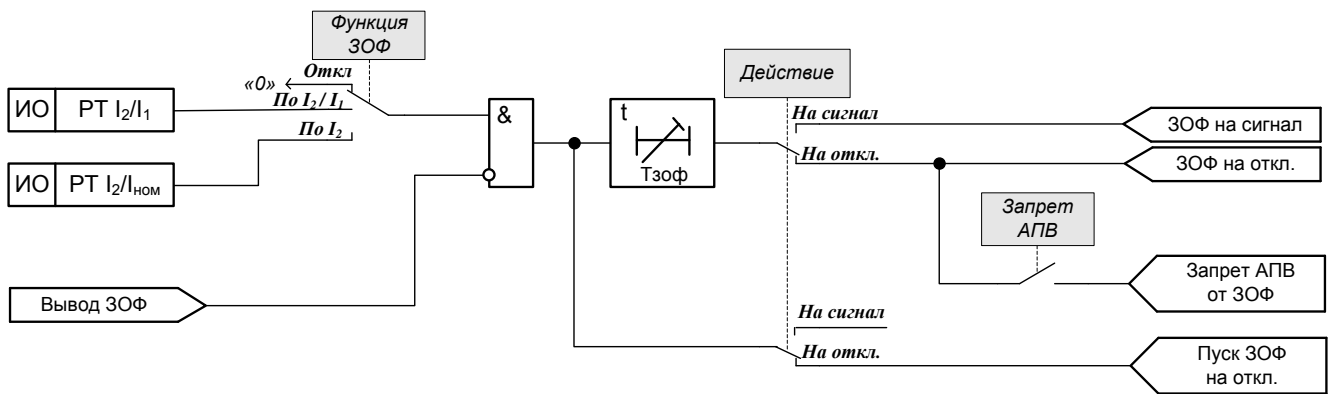 Функция
ЗОФ
«0»
Откл
ИО РТ I₂/I₁
По I₂ / I₁
По I₂
ИО РТ I₂/Iном
Вывод ЗОФ
&
t
Тзоф
Действие
На сигнал
На откл.
ЗОФ на сигнал
ЗОФ на откл.
Запрет
АПВ
Запрет АПВ
от ЗОФ
На сигнал
На откл.
Пуск ЗОФ
на откл.